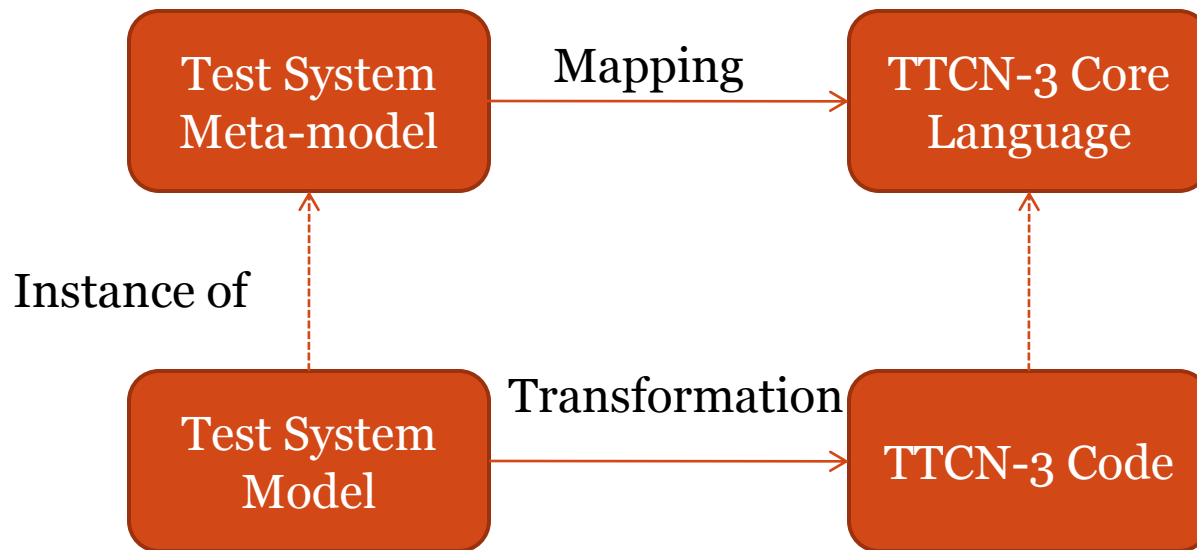 Test System
Meta-model
Mapping
TTCN-3 Core
Language
Instance of
Test System
Model
Transformation
TTCN-3 Code